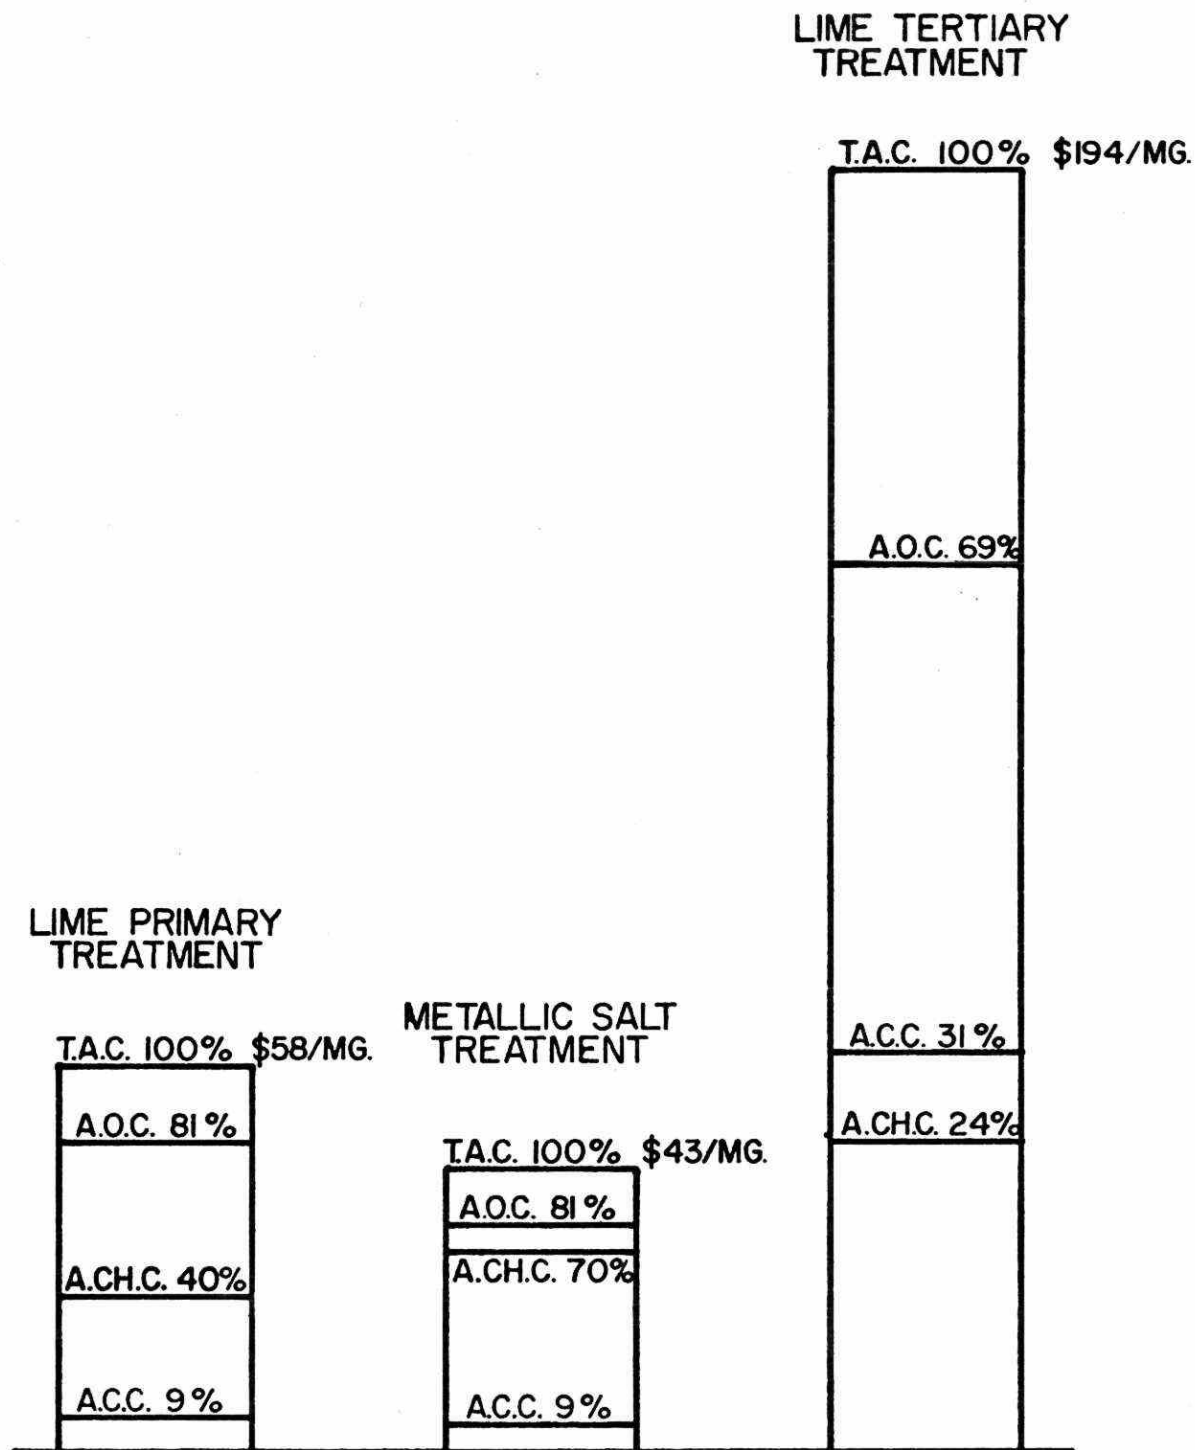 LIME TERTIARY
TREATMENT
T.A.C. 100% $194/MG.
A.O.C. 69%
A.C.C. 31%
A.CH.C. 24%
LIME PRIMARY
TREATMENT
T.A.C. 100% $58/MG.
A.O.C. 81%
A.CH.C. 40%
A.C.C. 9%
METALLIC SALT
TREATMENT
T.A.C. 100% $43/MG.
A.O.C. 81%
A.CH.C. 70%
A.C.C. 9%